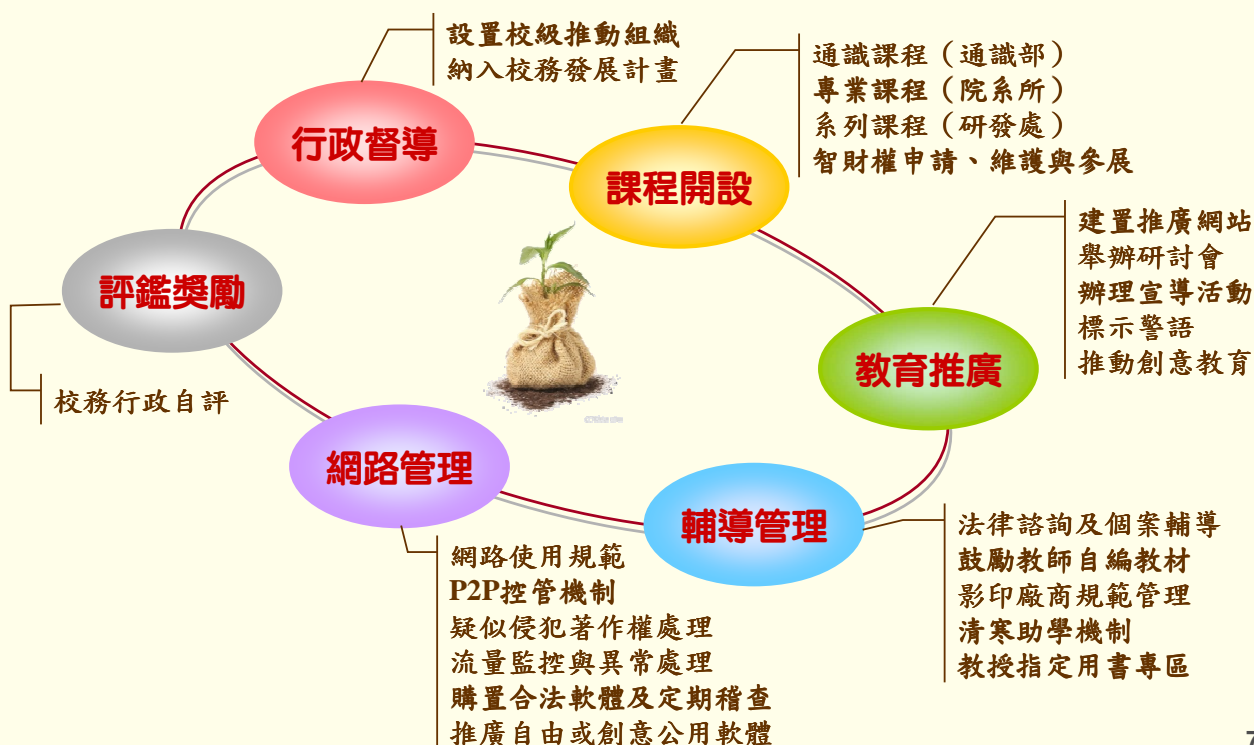 行政督導
設置校級推動組織
納入校務發展計畫
課程開設
通識課程（通識部）
專業課程（院系所）
系列課程（研發處）
智財權申請、維護與參展
教育推廣
建置推廣網站
舉辦研討會
辦理宣導活動
標示警語
推動創意教育
輔導管理
法律諮詢及個案輔導
鼓勵教師自編教材
影印廠商規範管理
清寒助學機制
教授指定用書專區
網路管理
網路使用規範
P2P控管機制
疑似侵犯著作權處理
流量監控與異常處理
購置合法軟體及定期稽查
推廣自由或創意公用軟體
評鑑獎勵
校務行政自評
7